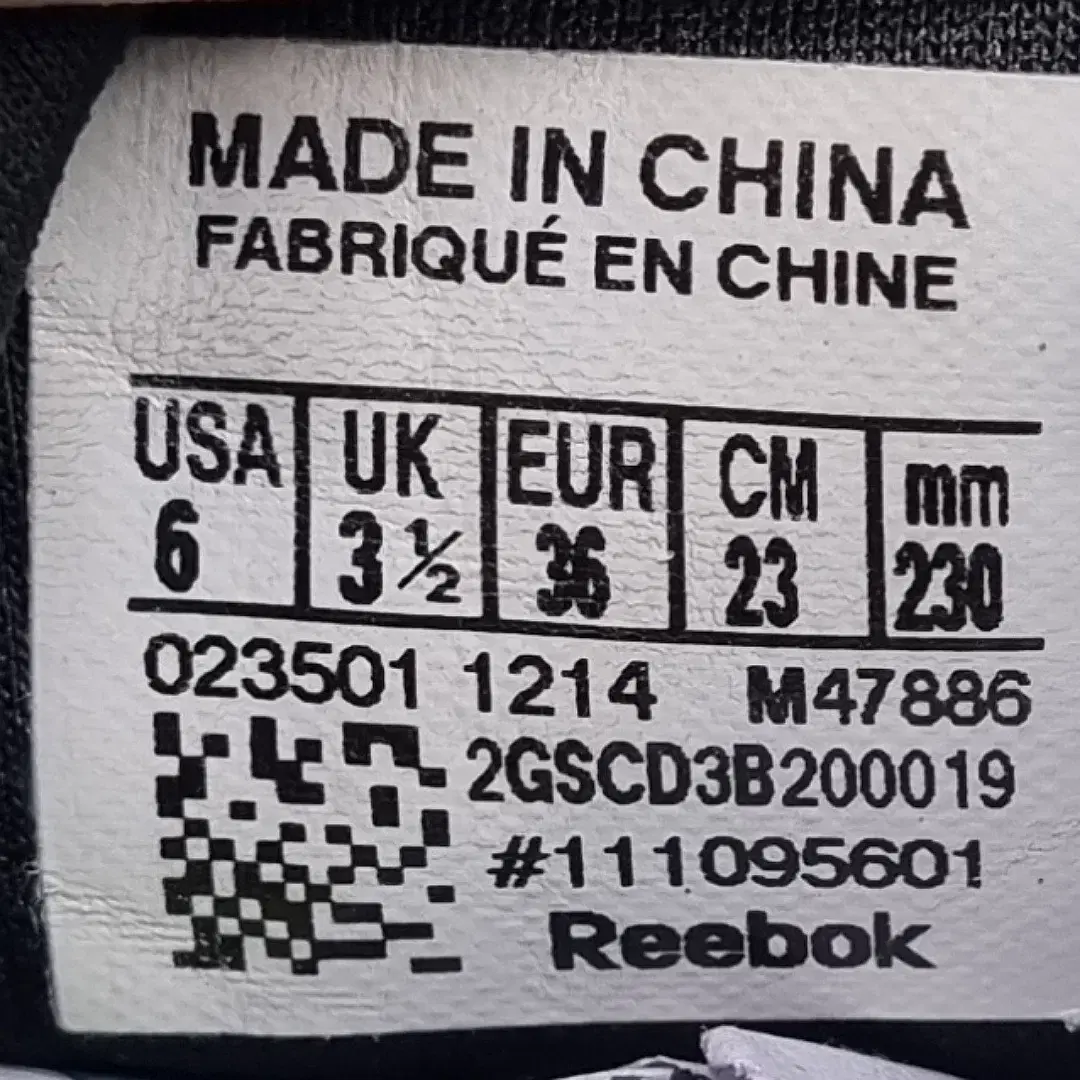 MADE IN CHINA
FABRIQUÉ EN CHINE
USA UK EUR CM mm
6 3 ½ 36 23 230
023501 1214 M47886
2GSCD3B200019
#111095601
Reebok